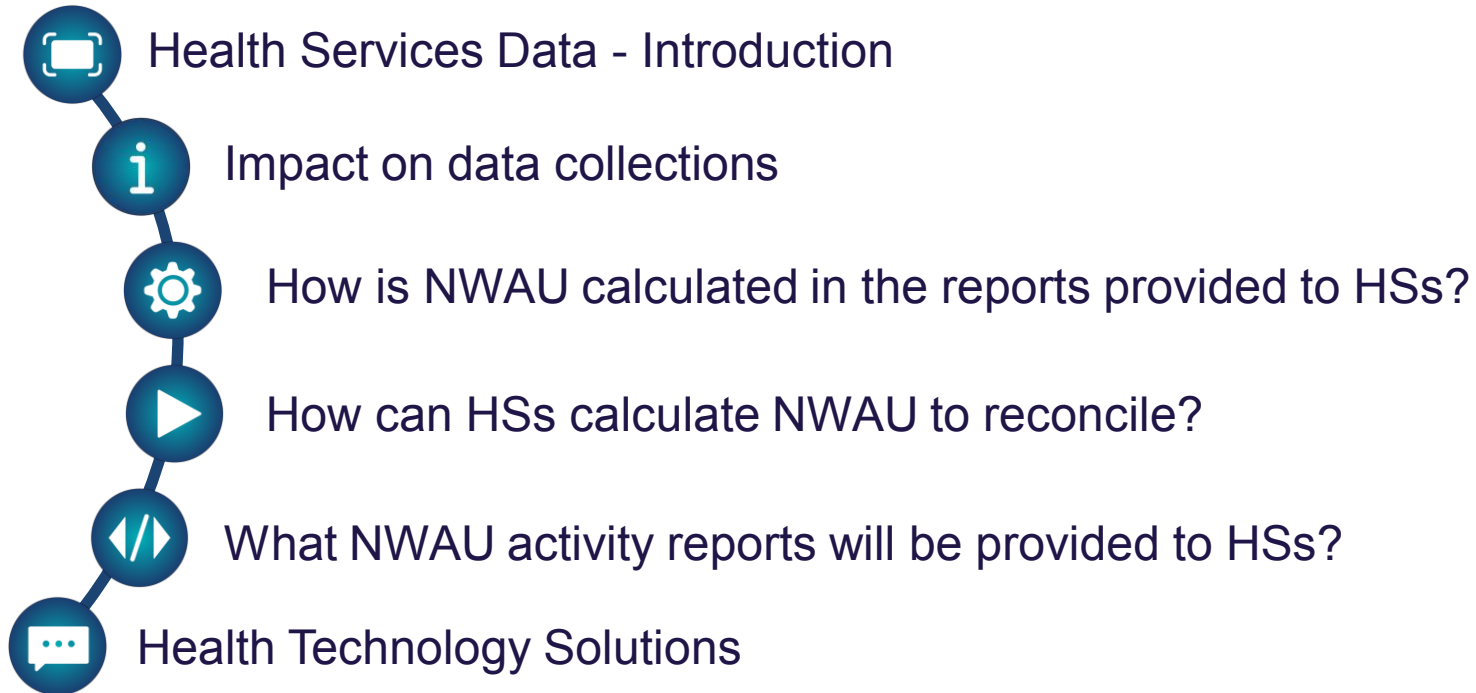 Health Services Data - Introduction
Impact on data collections
How is NWAU calculated in the reports provided to HSs?
How can HSs calculate NWAU to reconcile?
What NWAU activity reports will be provided to HSs?
Health Technology Solutions